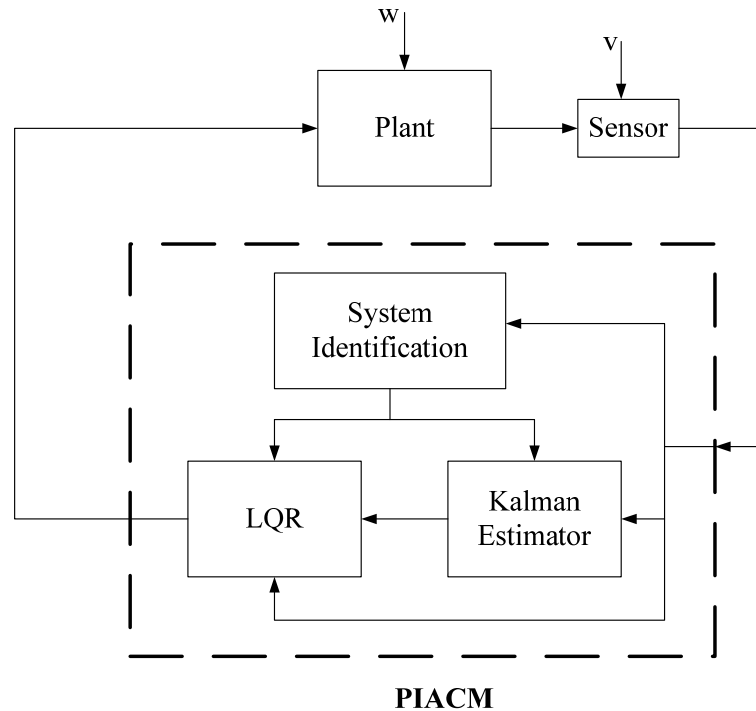 w
v
Plant
Sensor
System
Identification
LQR
Kalman
Estimator
PIACM